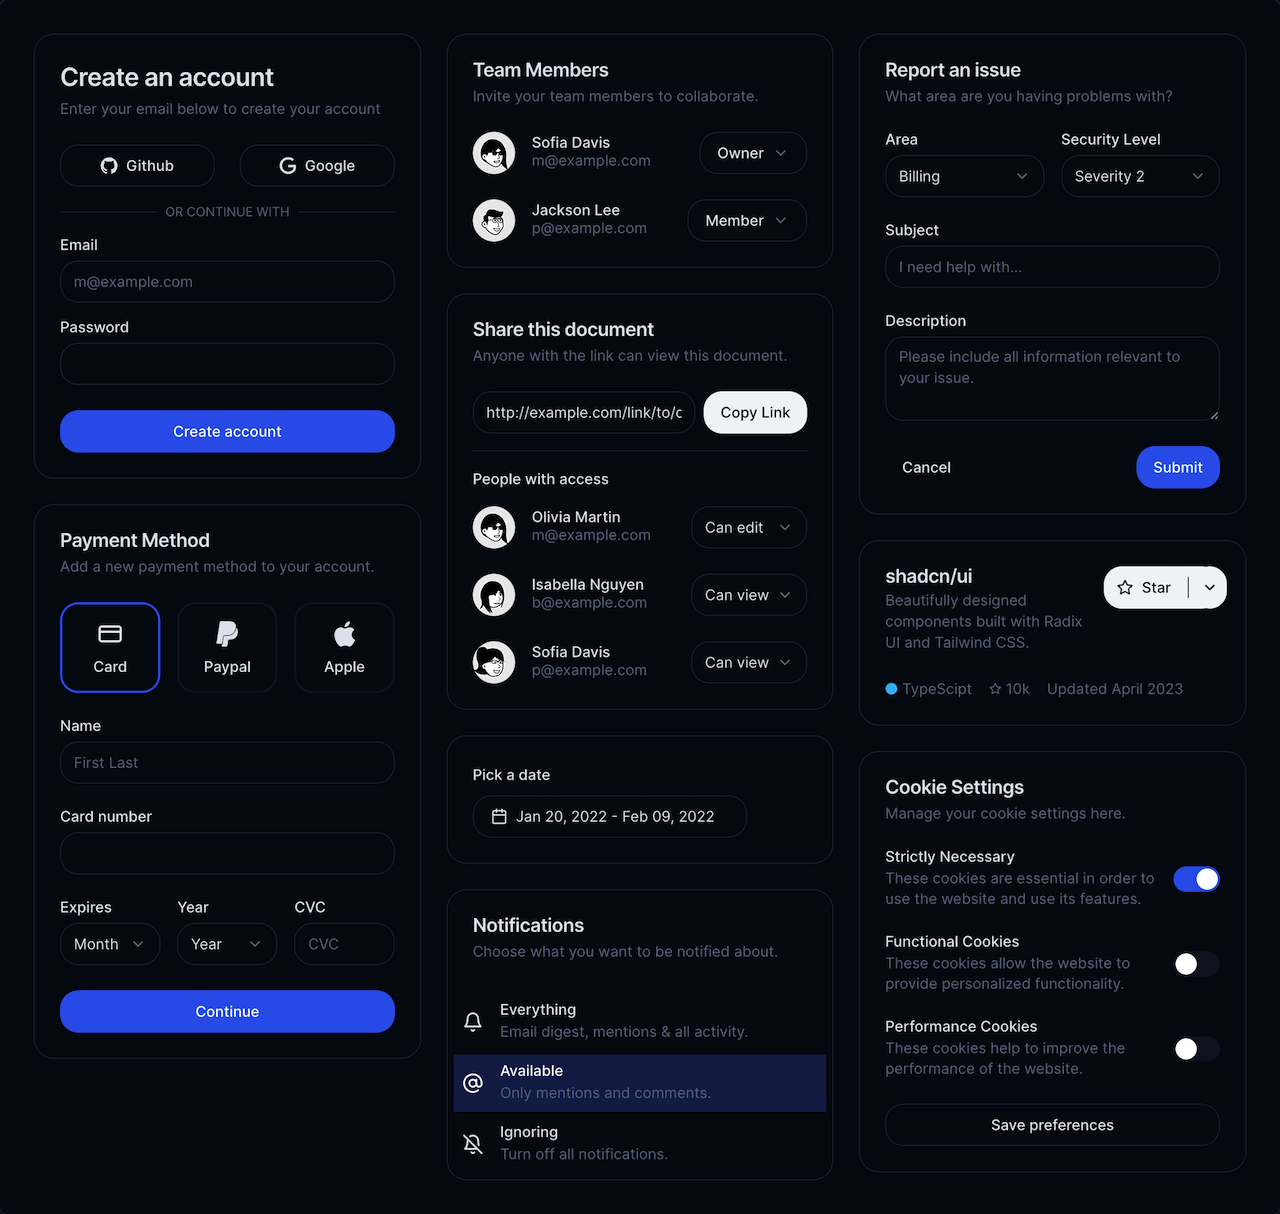 Create an account
Enter your email below to create your account
Github
Google
OR CONTINUE WITH
Email
m@example.com
Password
Create account
Payment Method
Add a new payment method to your account.
Card
Paypal
Apple
Name
First Last
Card number
Expires
Year
CVC
Month
Year
CVC
Continue
Team Members
Invite your team members to collaborate.
Sofia Davis
m@example.com
Owner
Jackson Lee
p@example.com
Member
Share this document
Anyone with the link can view this document.
http://example.com/link/to/c
Copy Link
People with access
Olivia Martin
m@example.com
Can edit
Isabella Nguyen
b@example.com
Can view
Sofia Davis
p@example.com
Can view
Pick a date
Jan 20, 2022 - Feb 09, 2022
Notifications
Choose what you want to be notified about.
Everything
Email digest, mentions & all activity.
Available
Only mentions and comments.
Ignoring
Turn off all notifications.
Report an issue
What area are you having problems with?
Area
Security Level
Billing
Severity 2
Subject
I need help with...
Description
Please include all information relevant to
your issue.
Cancel
Submit
shadcn/ui
Beautifully designed
components built with Radix
UI and Tailwind CSS.
Star
TypeScipt
10k
Updated April 2023
Cookie Settings
Manage your cookie settings here.
Strictly Necessary
These cookies are essential in order to
use the website and use its features.
Functional Cookies
These cookies allow the website to
provide personalized functionality.
Performance Cookies
These cookies help to improve the
performance of the website.
Save preferences